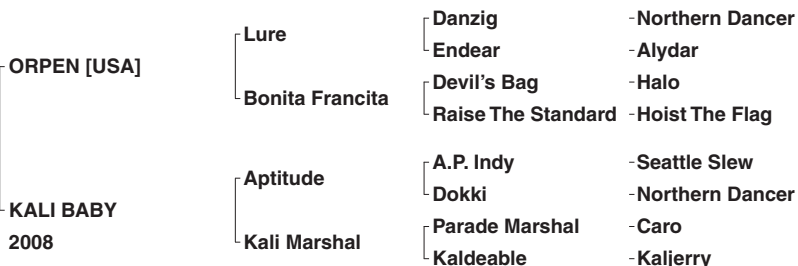 ORPEN [USA]
Lure
Bonita Francita
Danzig
Endear
Devil's Bag
Raise The Standard
-Northern Dancer
-Alydar
-Halo
-Hoist The Flag
KALI BABY
2008
Aptitude
Kali Marshal
A.P. Indy
Dokki
Parade Marshal
Kaldeable
-Seattle Slew
-Northern Dancer
-Caro
-Kaljerry